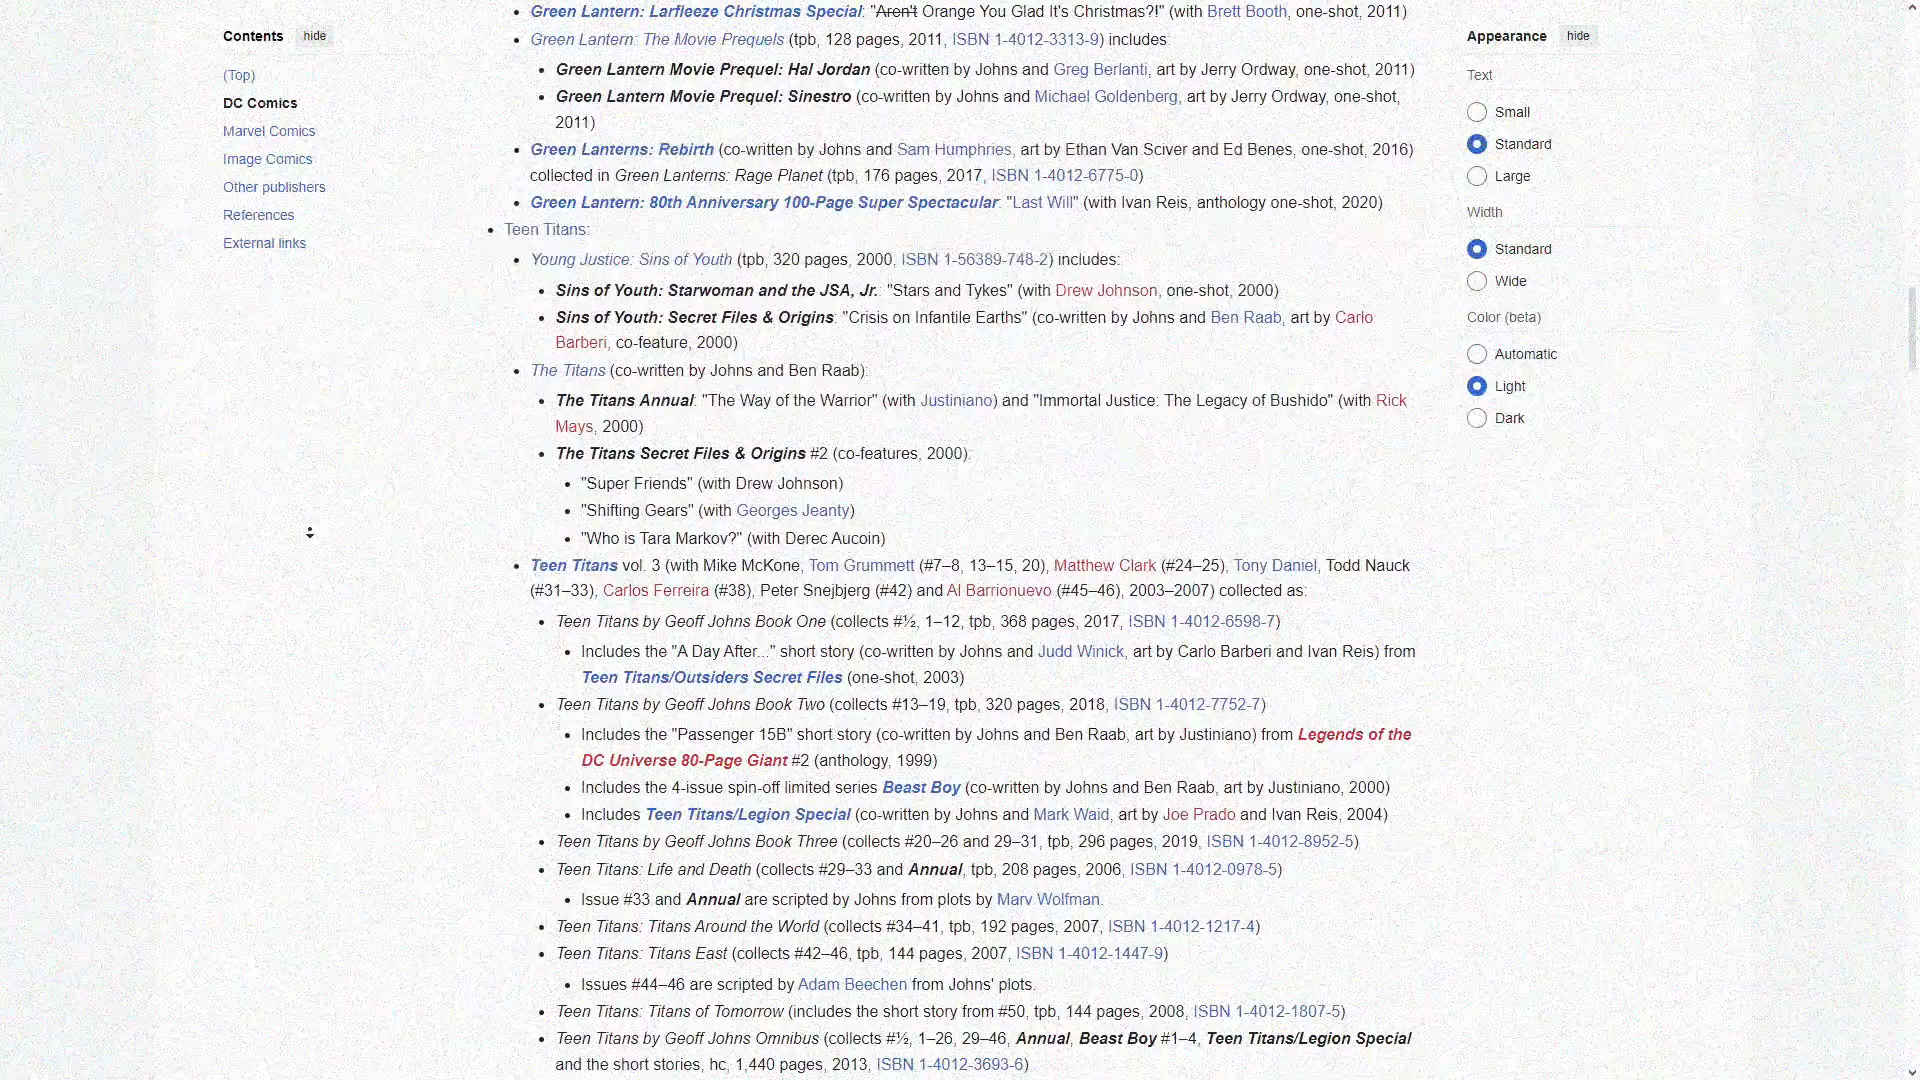 Contents hide
(Top)
DC Comics
Marvel Comics
Image Comics
Other publishers
References
External links
Green Lantern: Larfleeze Christmas Special: "Aren't Orange You Glad It's Christmas?!" (with Brett Booth, one-shot, 2011)
Green Lantern: The Movie Prequels (tpb, 128 pages, 2011, ISBN 1-4012-3313-9) includes:
Green Lantern Movie Prequel: Hal Jordan (co-written by Johns and Greg Berlanti, art by Jerry Ordway, one-shot, 2011)
Green Lantern Movie Prequel: Sinestro (co-written by Johns and Michael Goldenberg, art by Jerry Ordway, one-shot,
2011)
Green Lanterns: Rebirth (co-written by Johns and Sam Humphries, art by Ethan Van Sciver and Ed Benes, one-shot, 2016)
collected in Green Lanterns: Rage Planet (tpb, 176 pages, 2017, ISBN 1-4012-6775-0)
Green Lantern: 80th Anniversary 100-Page Super Spectacular: "Last Will" (with Ivan Reis, anthology one-shot, 2020)
Teen Titans:
Young Justice: Sins of Youth (tpb, 320 pages, 2000, ISBN 1-56389-748-2) includes:
Sins of Youth: Starwoman and the JSA, Jr.: "Stars and Tykes" (with Drew Johnson, one-shot, 2000)
Sins of Youth: Secret Files & Origins: "Crisis on Infantile Earths" (co-written by Johns and Ben Raab, art by Carlo
Barberi, co-feature, 2000)
The Titans (co-written by Johns and Ben Raab):
The Titans Annual: "The Way of the Warrior" (with Justiniano) and "Immortal Justice: The Legacy of Bushido" (with Rick
Mays, 2000)
The Titans Secret Files & Origins #2 (co-features, 2000):
"Super Friends" (with Drew Johnson)
"Shifting Gears" (with Georges Jeanty)
"Who is Tara Markov?" (with Derec Aucoin)
Teen Titans vol. 3 (with Mike McKone, Tom Grummett (#7–8, 13–15, 20), Matthew Clark (#24–25), Tony Daniel, Todd Nauck
(#31–33), Carlos Ferreira (#38), Peter Snejbjerg (#42) and Al Barrionuevo (#45–46), 2003–2007) collected as:
Teen Titans by Geoff Johns Book One (collects #½, 1–12, tpb, 368 pages, 2017, ISBN 1-4012-6598-7)
Includes the "A Day After..." short story (co-written by Johns and Judd Winick, art by Carlo Barberi and Ivan Reis) from
Teen Titans/Outsiders Secret Files (one-shot, 2003)
Teen Titans by Geoff Johns Book Two (collects #13–19, tpb, 320 pages, 2018, ISBN 1-4012-7752-7)
Includes the "Passenger 15B" short story (co-written by Johns and Ben Raab, art by Justiniano) from Legends of the
DC Universe 80-Page Giant #2 (anthology, 1999)
Includes the 4-issue spin-off limited series Beast Boy (co-written by Johns and Ben Raab, art by Justiniano, 2000)
Includes Teen Titans/Legion Special (co-written by Johns and Mark Waid, art by Joe Prado and Ivan Reis, 2004)
Teen Titans by Geoff Johns Book Three (collects #20–26 and 29–31, tpb, 296 pages, 2019, ISBN 1-4012-8952-5)
Teen Titans: Life and Death (collects #29–33 and Annual, tpb, 208 pages, 2006, ISBN 1-4012-0978-5)
Issue #33 and Annual are scripted by Johns from plots by Marv Wolfman.
Teen Titans: Titans Around the World (collects #34–41, tpb, 192 pages, 2007, ISBN 1-4012-1217-4)
Teen Titans: Titans East (collects #42–46, tpb, 144 pages, 2007, ISBN 1-4012-1447-9)
Issues #44–46 are scripted by Adam Beechen from Johns' plots.
Teen Titans: Titans of Tomorrow (includes the short story from #50, tpb, 144 pages, 2008, ISBN 1-4012-1807-5)
Teen Titans by Geoff Johns Omnibus (collects #½, 1–26, 29–46, Annual, Beast Boy #1–4, Teen Titans/Legion Special
and the short stories, hc, 1,440 pages, 2013, ISBN 1-4012-3693-6)
Appearance hide
Text
Small
Standard
Large
Width
Standard
Wide
Color (beta)
Automatic
Light
Dark